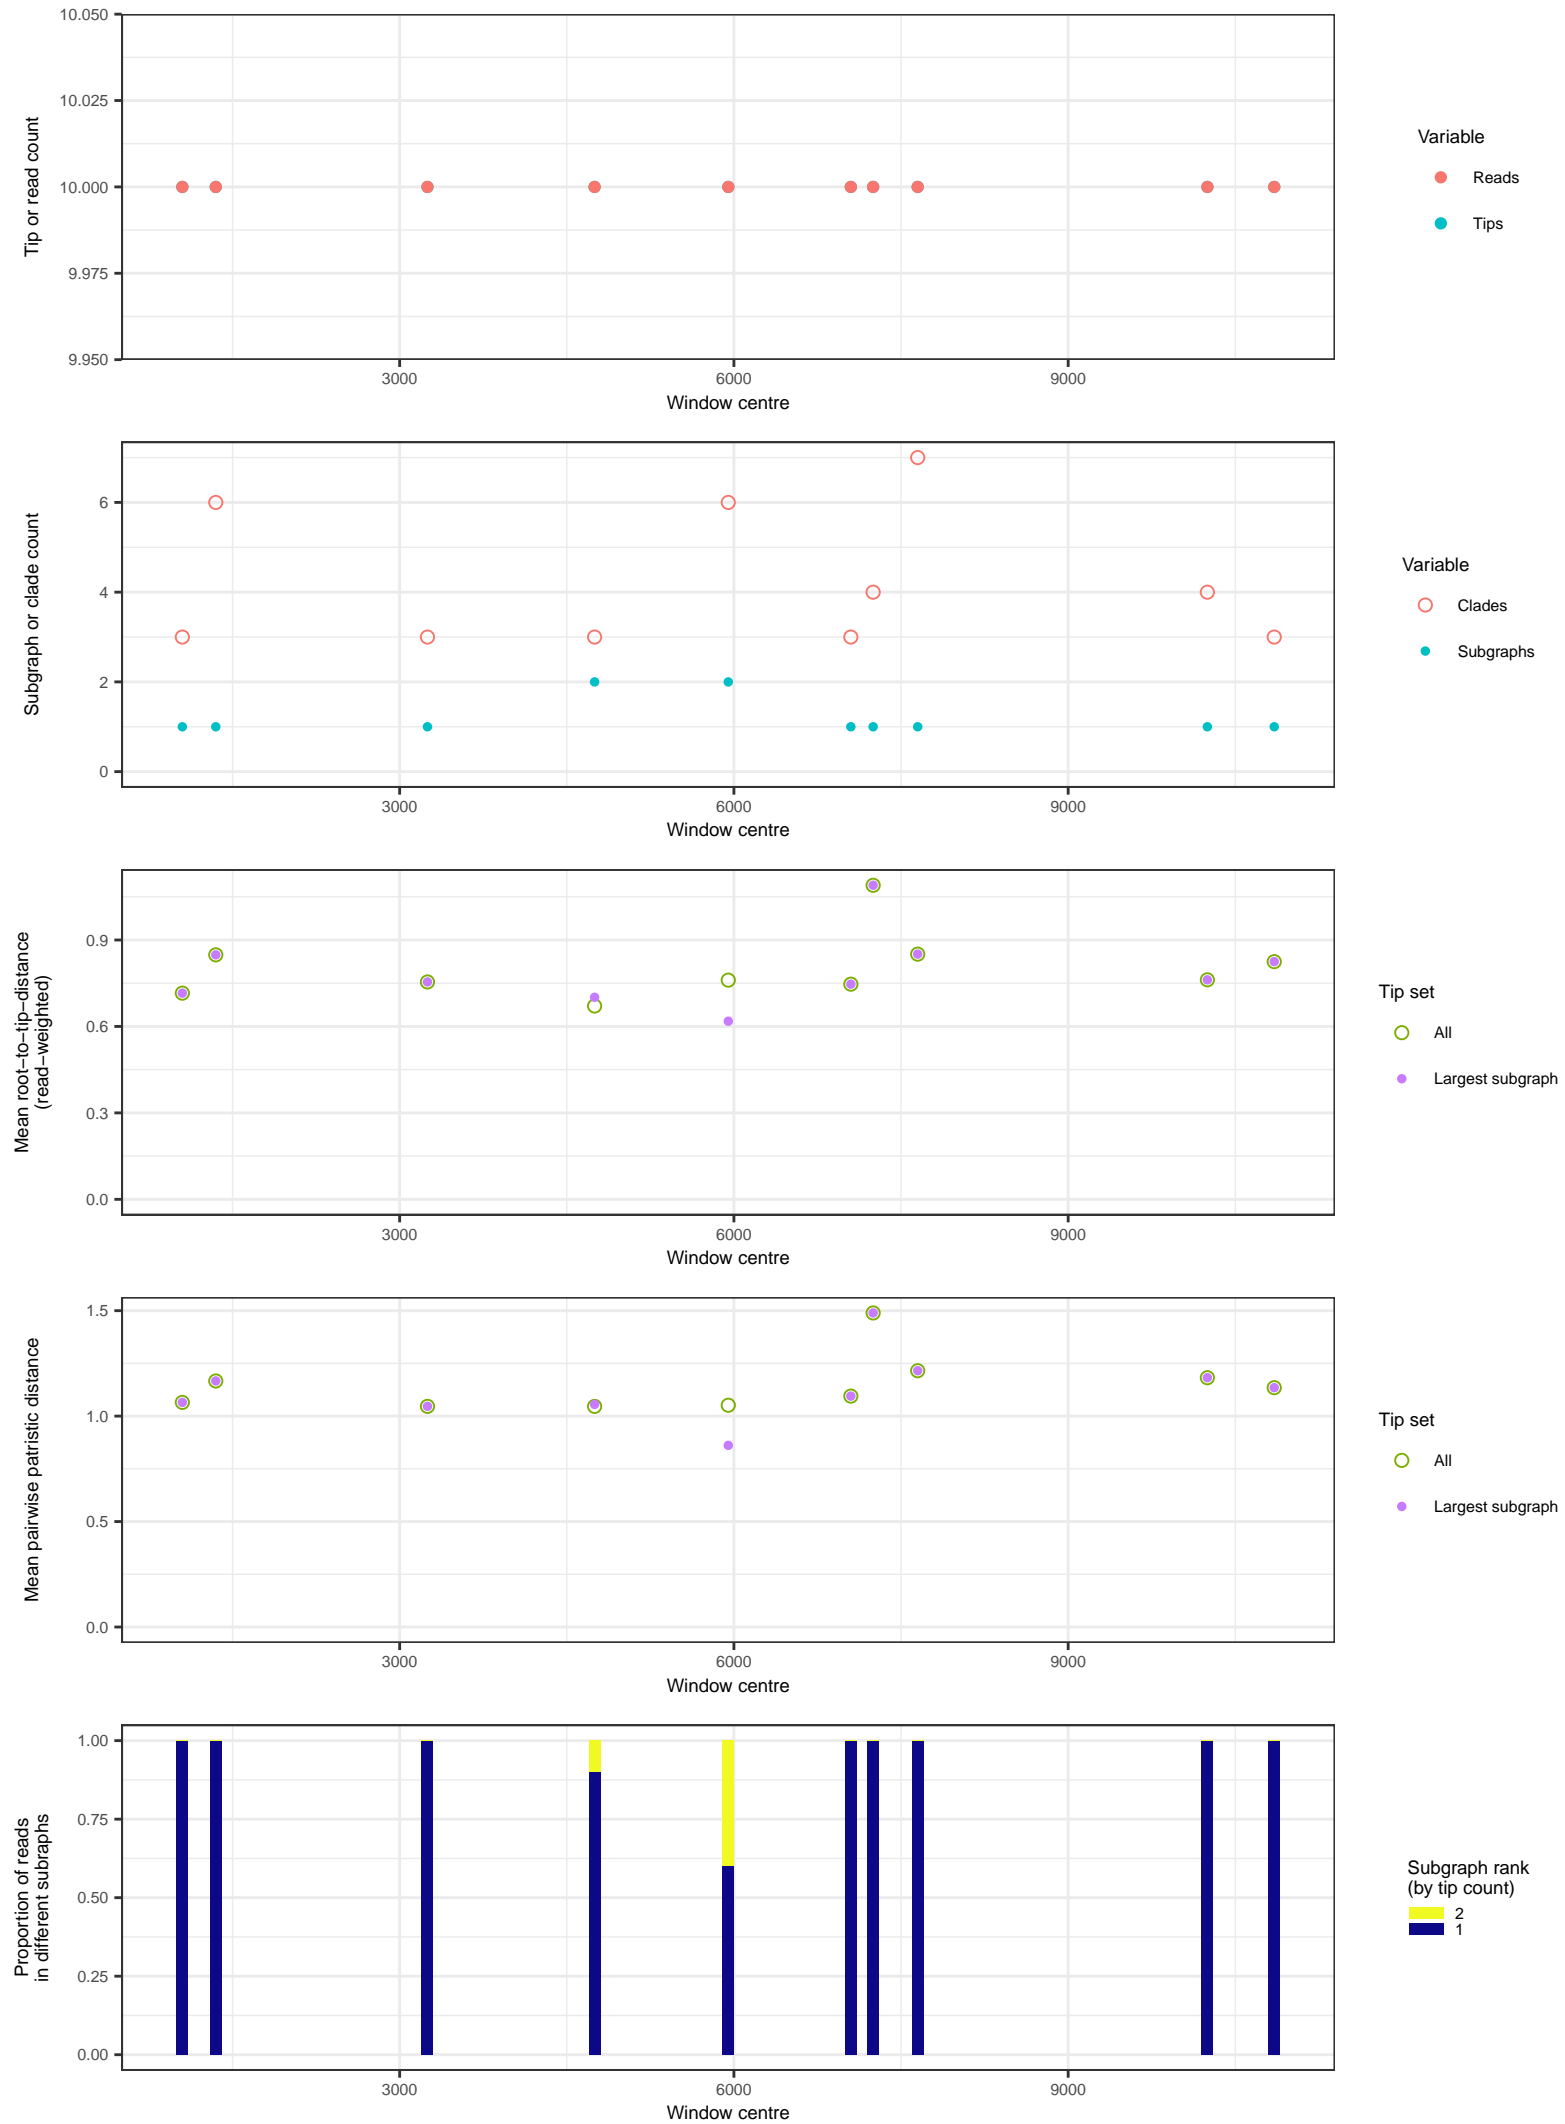 10.050
10.025
10.000
9.975
9.950
Tip or read count
3000
6000
9000
Window centre
Variable
Reads
Tips
6
4
2
0
Subgraph or clade count
3000
6000
9000
Window centre
Variable
Clades
Subgraphs
0.9
0.6
0.3
0.0
Mean root−to−tip−distance
(read−weighted)
3000
6000
9000
Window centre
Tip set
All
Largest subgraph
1.5
1.0
0.5
0.0
Mean pairwise patristic distance
3000
6000
9000
Window centre
Tip set
All
Largest subgraph
1.00
0.75
0.50
0.25
0.00
Proportion of reads
in different subraphs
3000
6000
9000
Window centre
Subgraph rank
(by tip count)
2
1